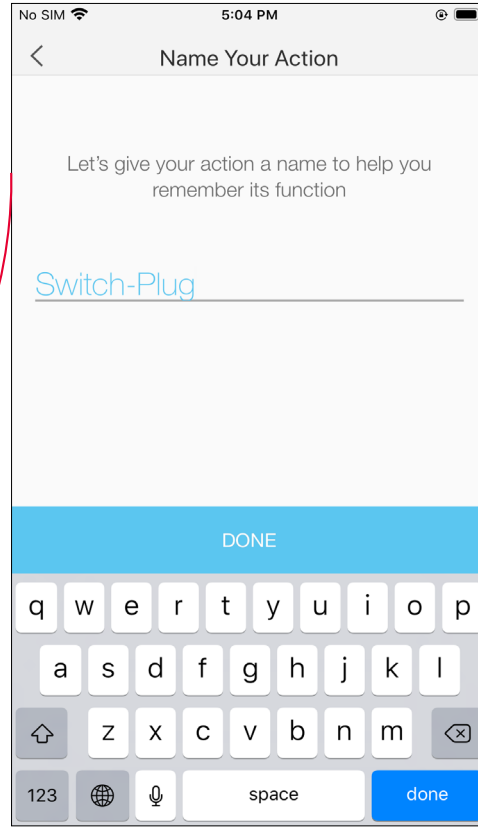 No SIM 5:04 PM
Name Your Action
Let's give your action a name to help you
remember its function
Switch-Plug
DONE
q w e r t y u i o p
a s d f g h j k l
z x c v b n m
123 space done